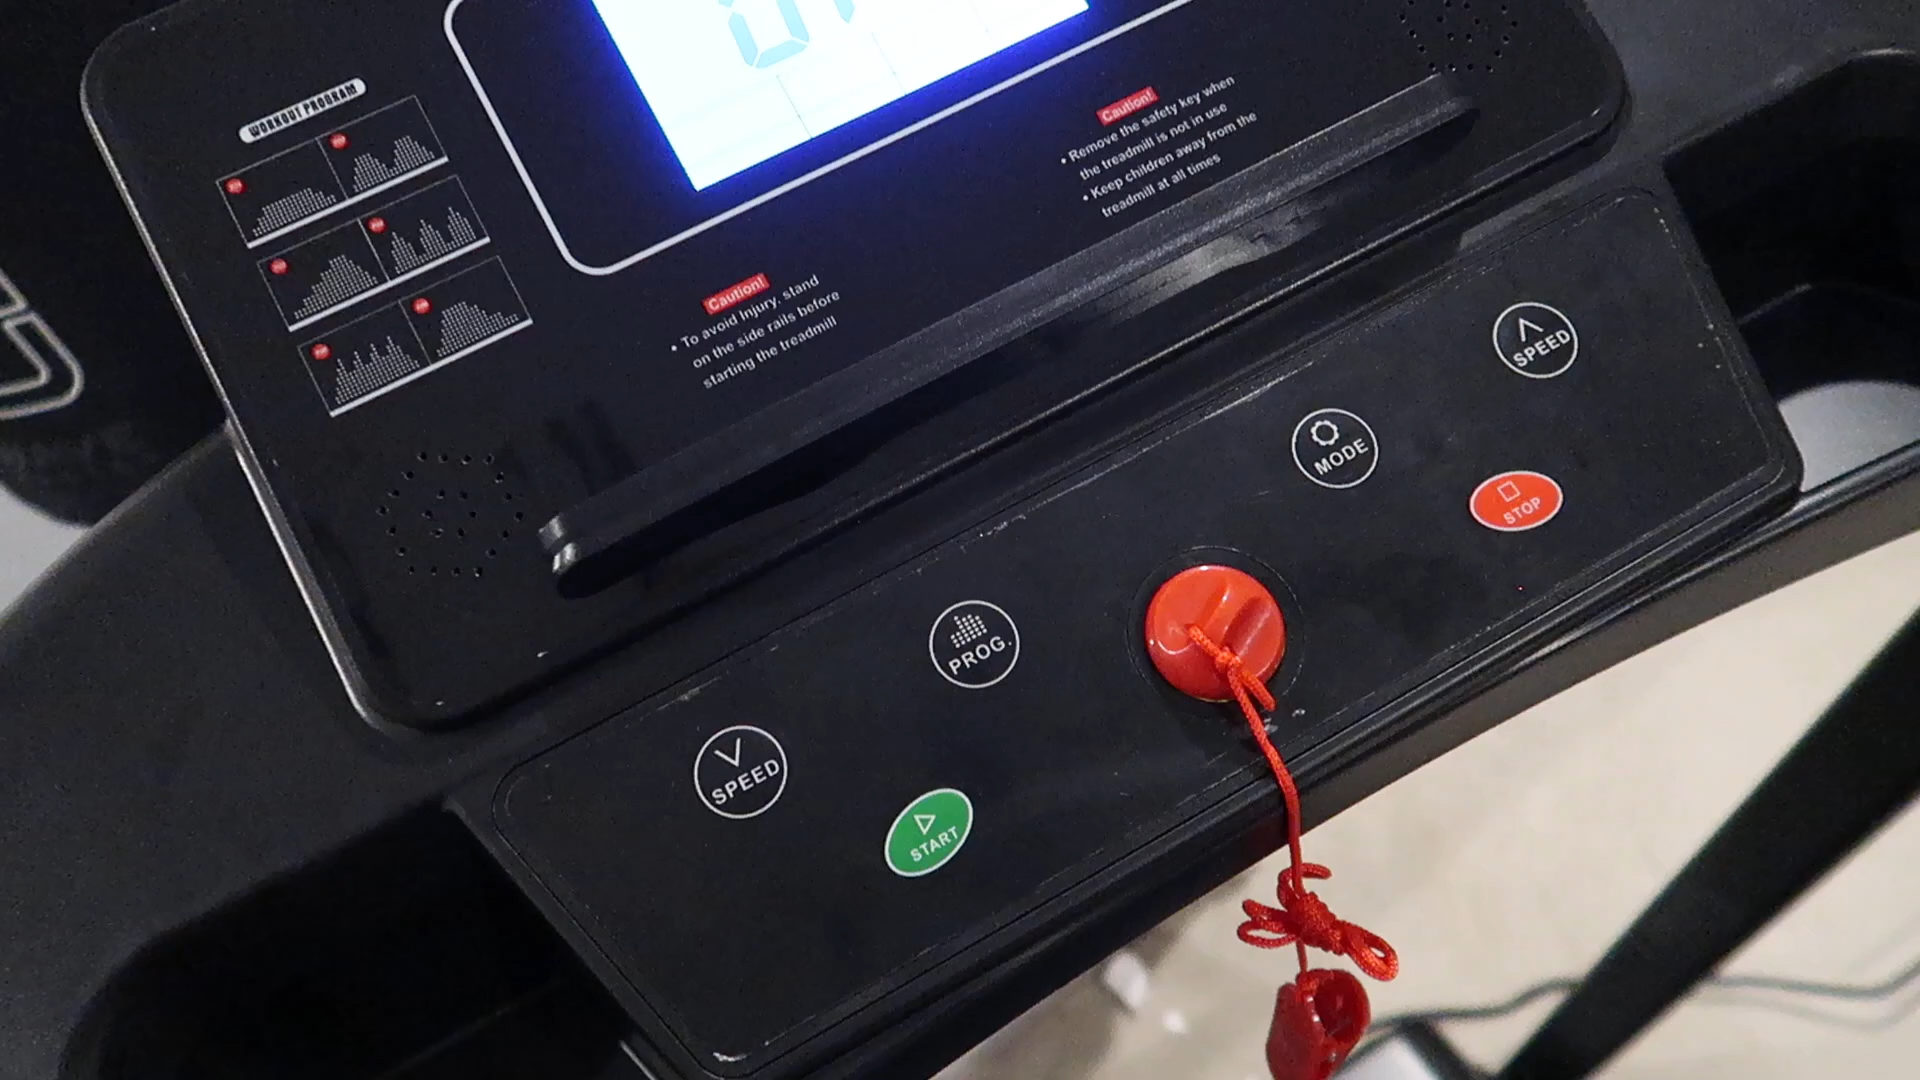 WORKOUT PROGRAM
Caution!
• Remove the safety key when
the treadmill is not in use
• Keep children away from the
treadmill at all times
Caution!
• To avoid Injury, stand
on the side rails before
starting the treadmill
SPEED
MODE
STOP
PROG.
SPEED
START